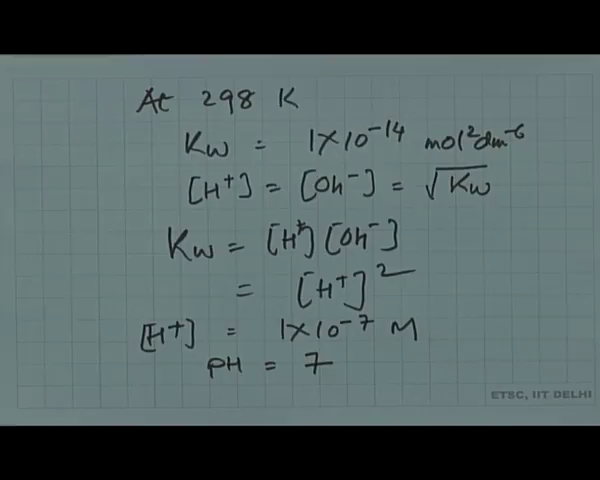 At 298 K
Kw = 1×10⁻¹⁴ mol²dm⁻⁶
[H⁺] = [Oh⁻] = √Kw
Kw = [H⁺] [Oh⁻]
= [H⁺]²
[H⁺] = 1×10⁻⁷ M
PH = 7
ETSC, IIT DELHI